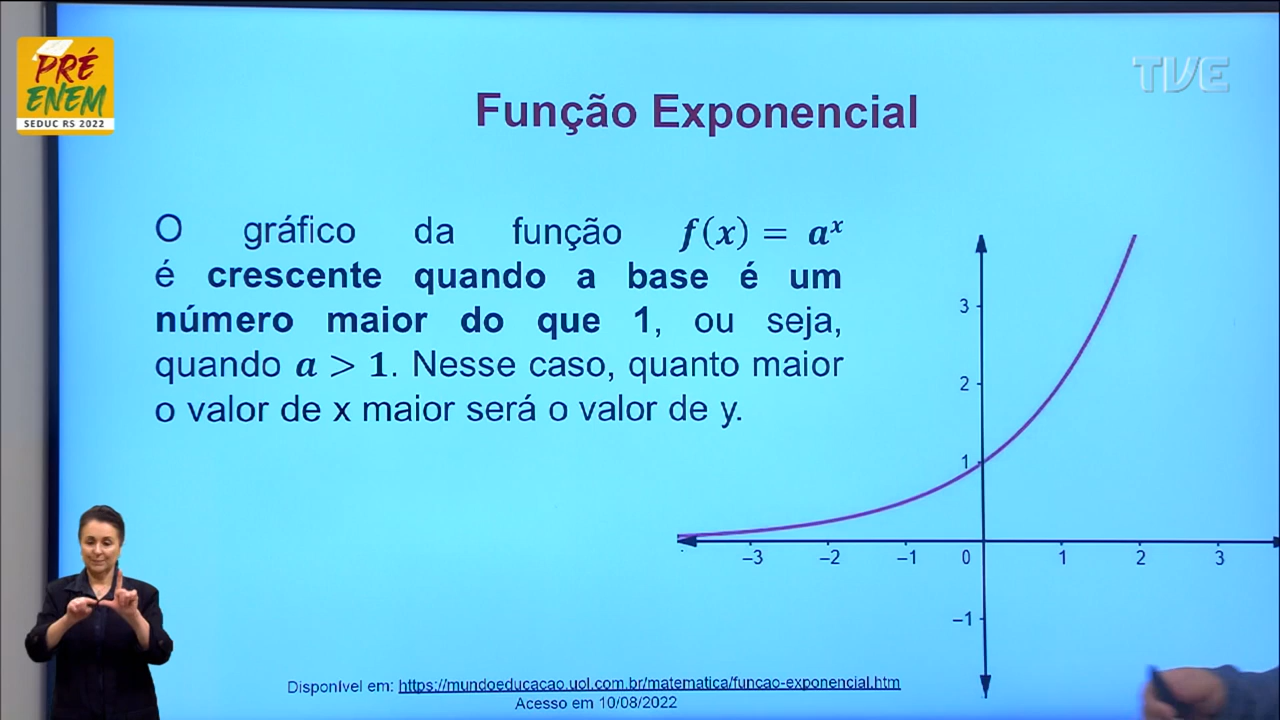 PRÉ
ENEM
SEDUC RS 2022
TVE
Função Exponencial
O gráfico da função f(x) = aˣ
é crescente quando a base é um
número maior do que 1, ou seja,
quando a > 1. Nesse caso, quanto maior
o valor de x maior será o valor de y.
3
2
1
–3 –2 –1 0 1 2 3
–1
Disponível em: https://mundoeducacao.uol.com.br/matematica/funcao-exponencial.htm
Acesso em 10/08/2022